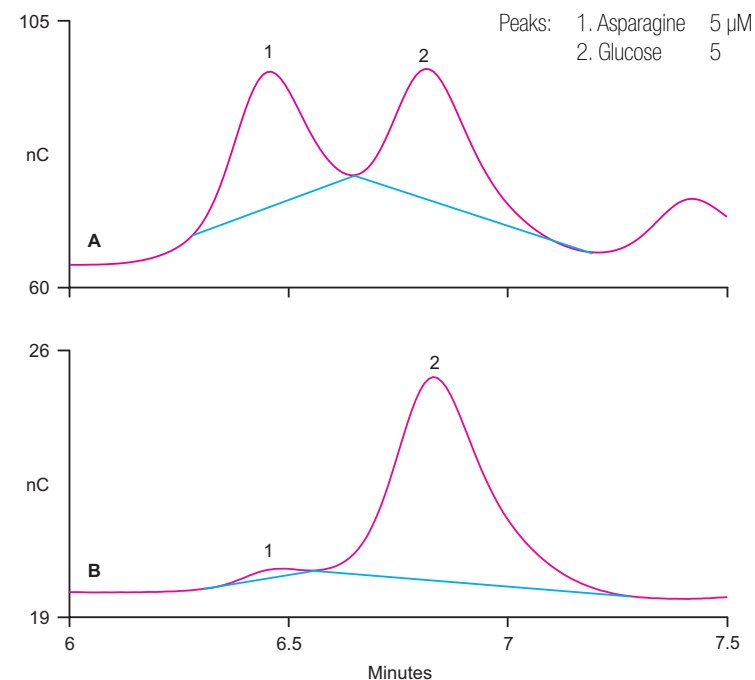 105
Peaks: 1. Asparagine 5 µM
2. Glucose 5
1
2
nC
A
60
26
2
nC
1
B
19
6 6.5 7 7.5
Minutes